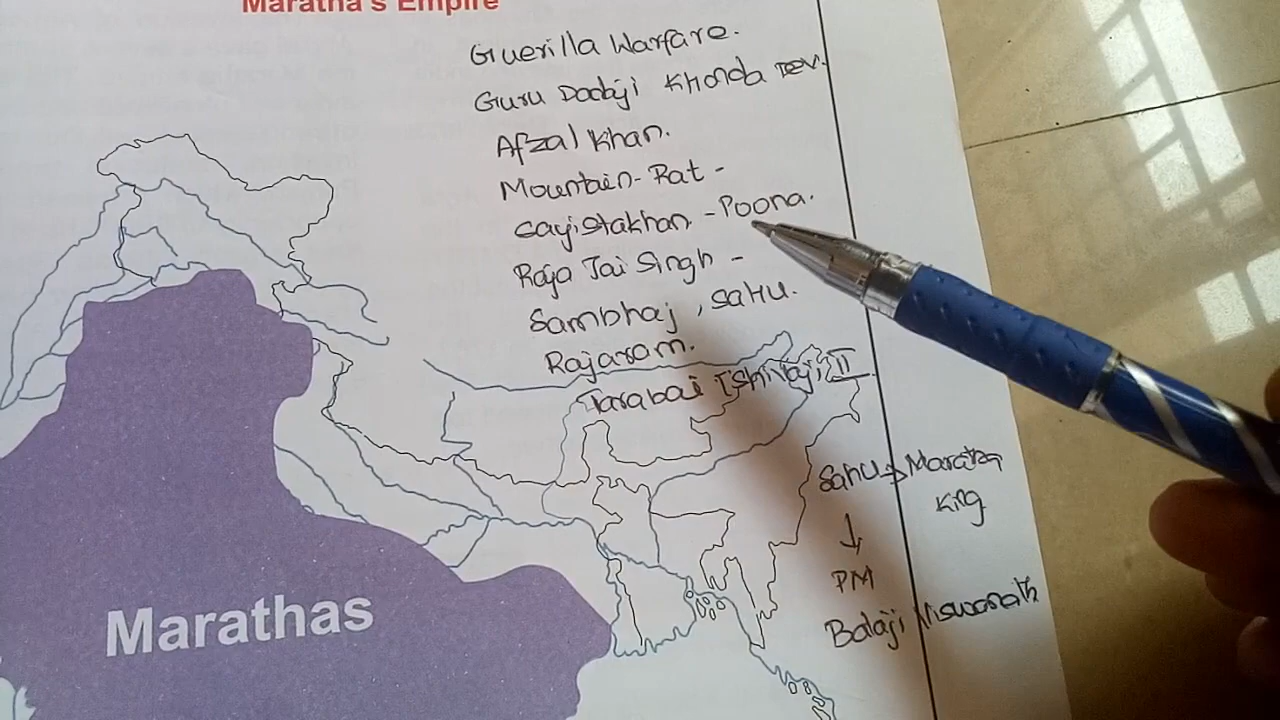 Maratha's Empire
Guerilla Warfare.
Guru Dadaji Khonda Dev.
Afzal Khan.
Mountain-Rat -
Sayistakhan - Poona.
Raja Jai Singh -
Sambhaj, Sahu.
Rajaram.
Tarabai [Shivaji II
Sahu → Maratha
King
↓
PM
Balaji Viswanath
Marathas